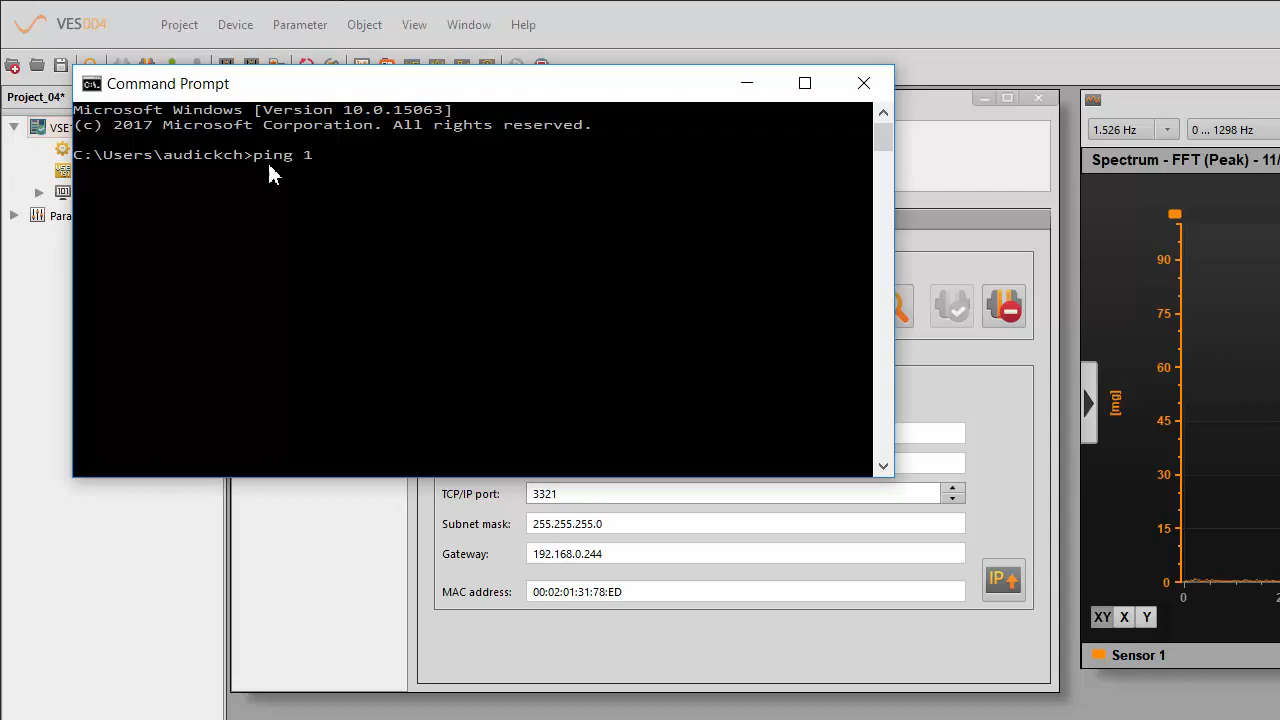 VES004
Project Device Parameter Object View Window Help
Command Prompt
Project_04*
Microsoft Windows [Version 10.0.15063]
(c) 2017 Microsoft Corporation. All rights reserved.
C:\Users\audickch>ping 1
VSE
Para
1.526 Hz
0 ... 1298 Hz
Spectrum - FFT (Peak) - 11/
90
75
60
[mg]
45
30
15
0
0
TCP/IP port: 3321
Subnet mask: 255.255.255.0
Gateway: 192.168.0.244
MAC address: 00:02:01:31:78:ED
IP
XY X Y
Sensor 1